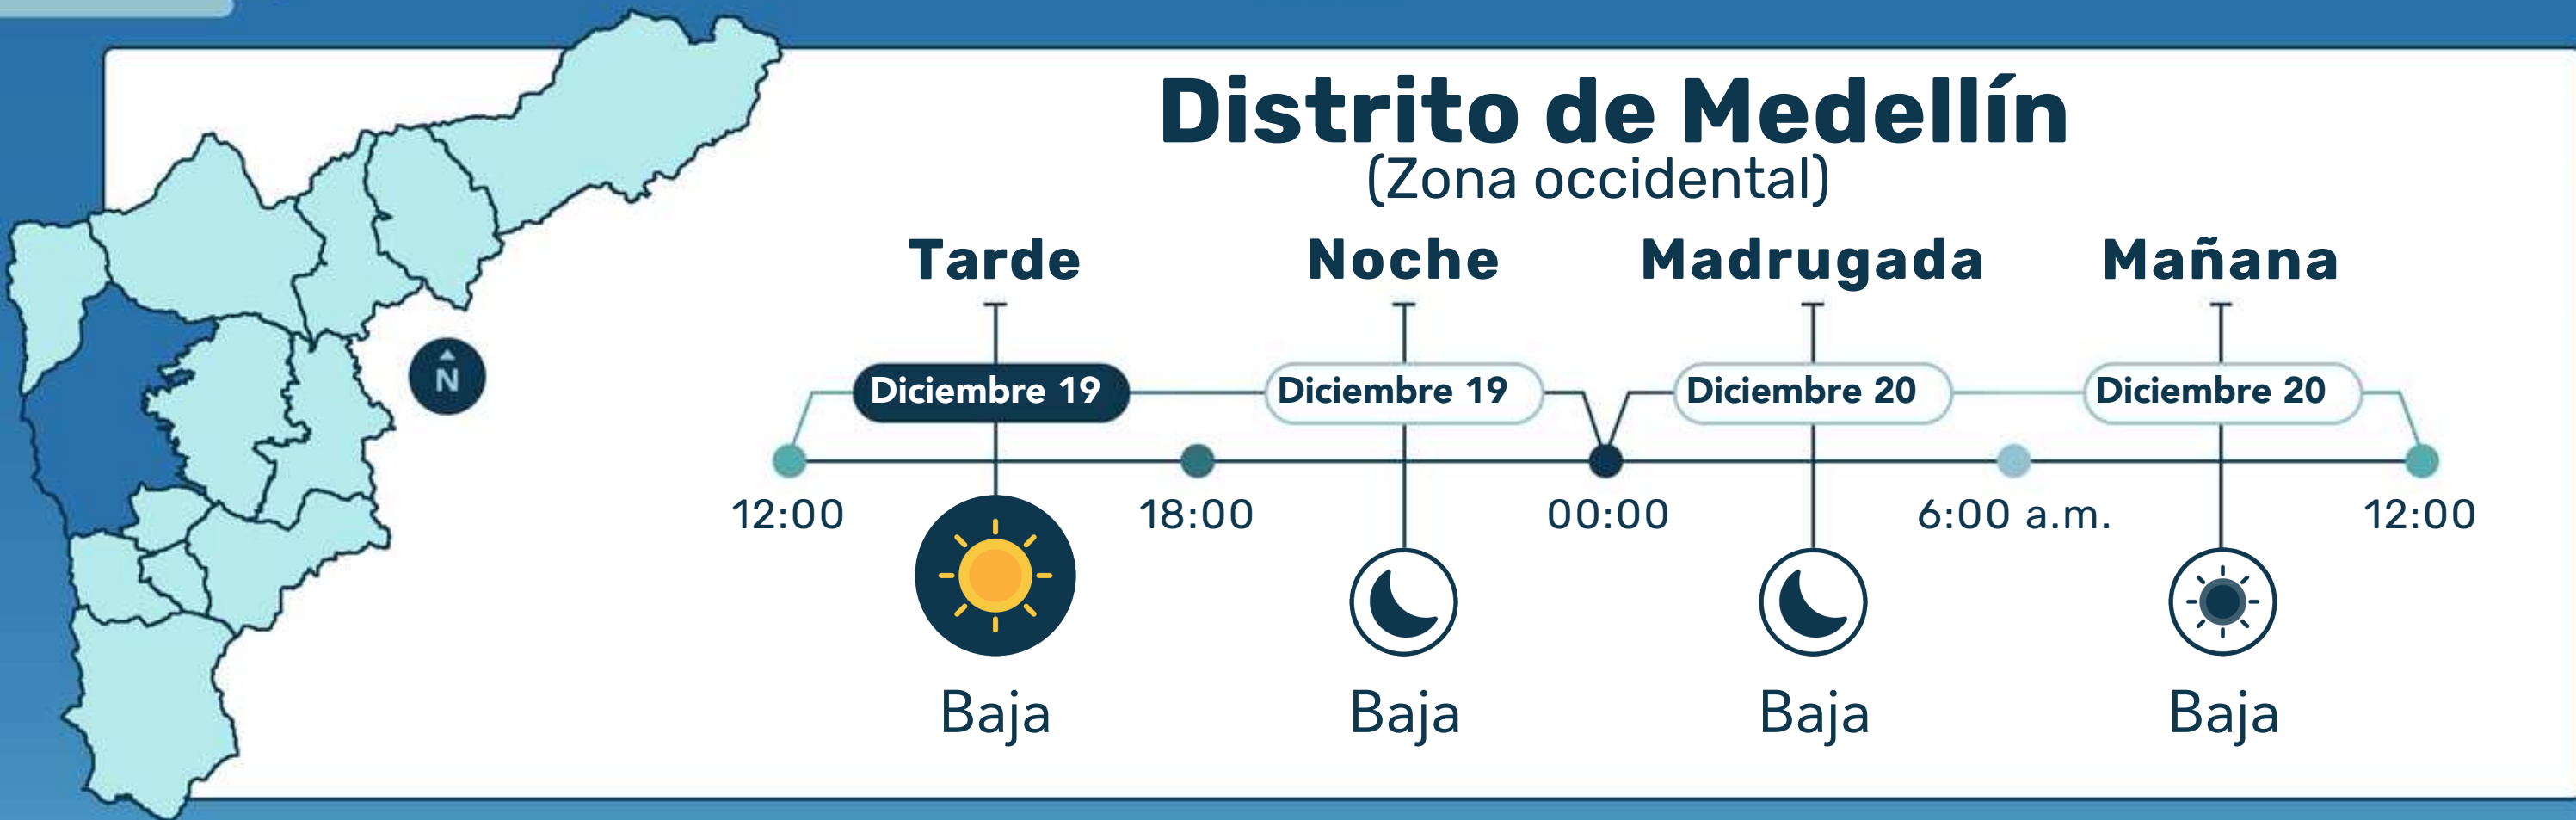 Distrito de Medellín
(Zona occidental)
Tarde Noche Madrugada Mañana
N
Diciembre 19 Diciembre 19 Diciembre 20 Diciembre 20
12:00 18:00 00:00 6:00 a.m. 12:00
Baja Baja Baja Baja